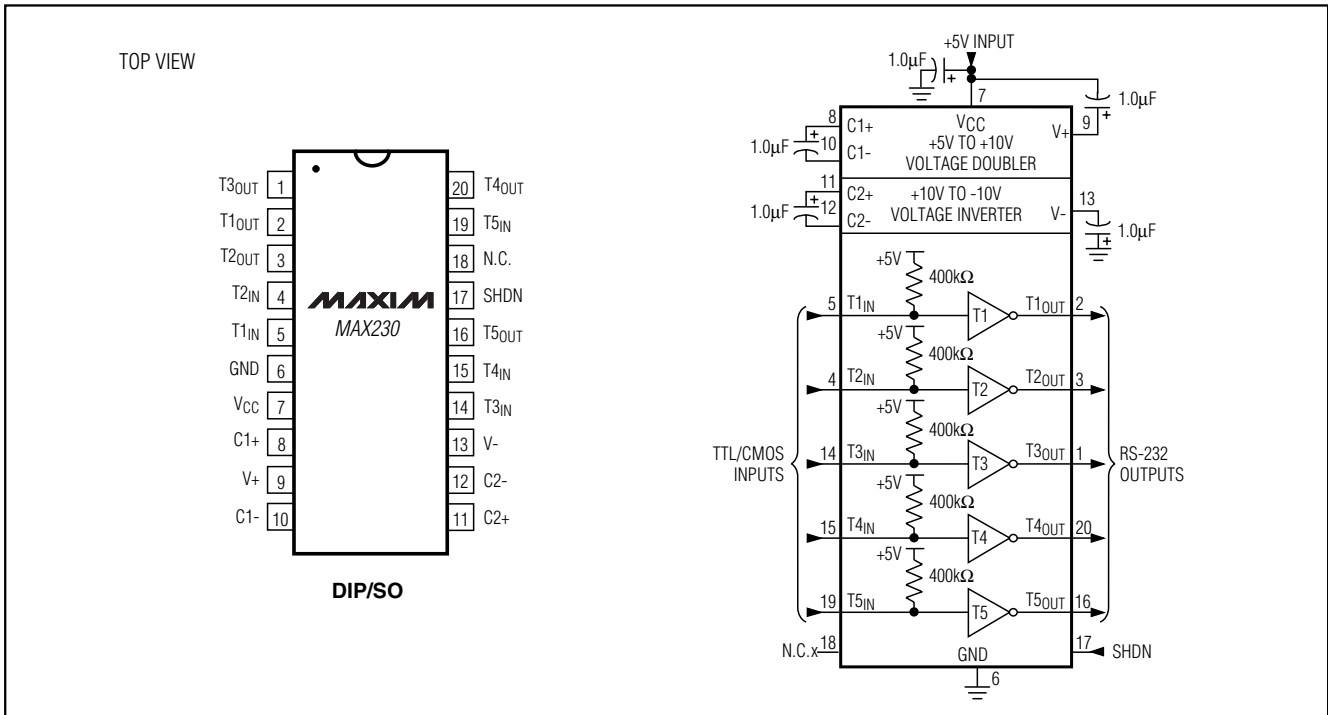 TOP VIEW
T3OUT 1
T1OUT 2
T2OUT 3
T2IN 4
T1IN 5
GND 6
VCC 7
C1+ 8
V+ 9
C1- 10
20 T4OUT
19 T5IN
18 N.C.
17 SHDN
16 T5OUT
15 T4IN
14 T3IN
13 V-
12 C2-
11 C2+
MAXIM
MAX230
DIP/SO
+5V INPUT
1.0µF +
7
1.0µF +
8 C1+
1.0µF +
10 C1-
VCC
+5V TO +10V
VOLTAGE DOUBLER
V+ 9
11 C2+
1.0µF +
12 C2-
+10V TO -10V
VOLTAGE INVERTER
V- 13
1.0µF +
+5V
400kΩ
5 T1IN T1 T1OUT 2
+5V
400kΩ
4 T2IN T2 T2OUT 3
+5V
400kΩ
14 T3IN T3 T3OUT 1
+5V
400kΩ
15 T4IN T4 T4OUT 20
+5V
400kΩ
19 T5IN T5 T5OUT 16
TTL/CMOS
INPUTS
RS-232
OUTPUTS
N.C.x 18
GND
17 SHDN
6